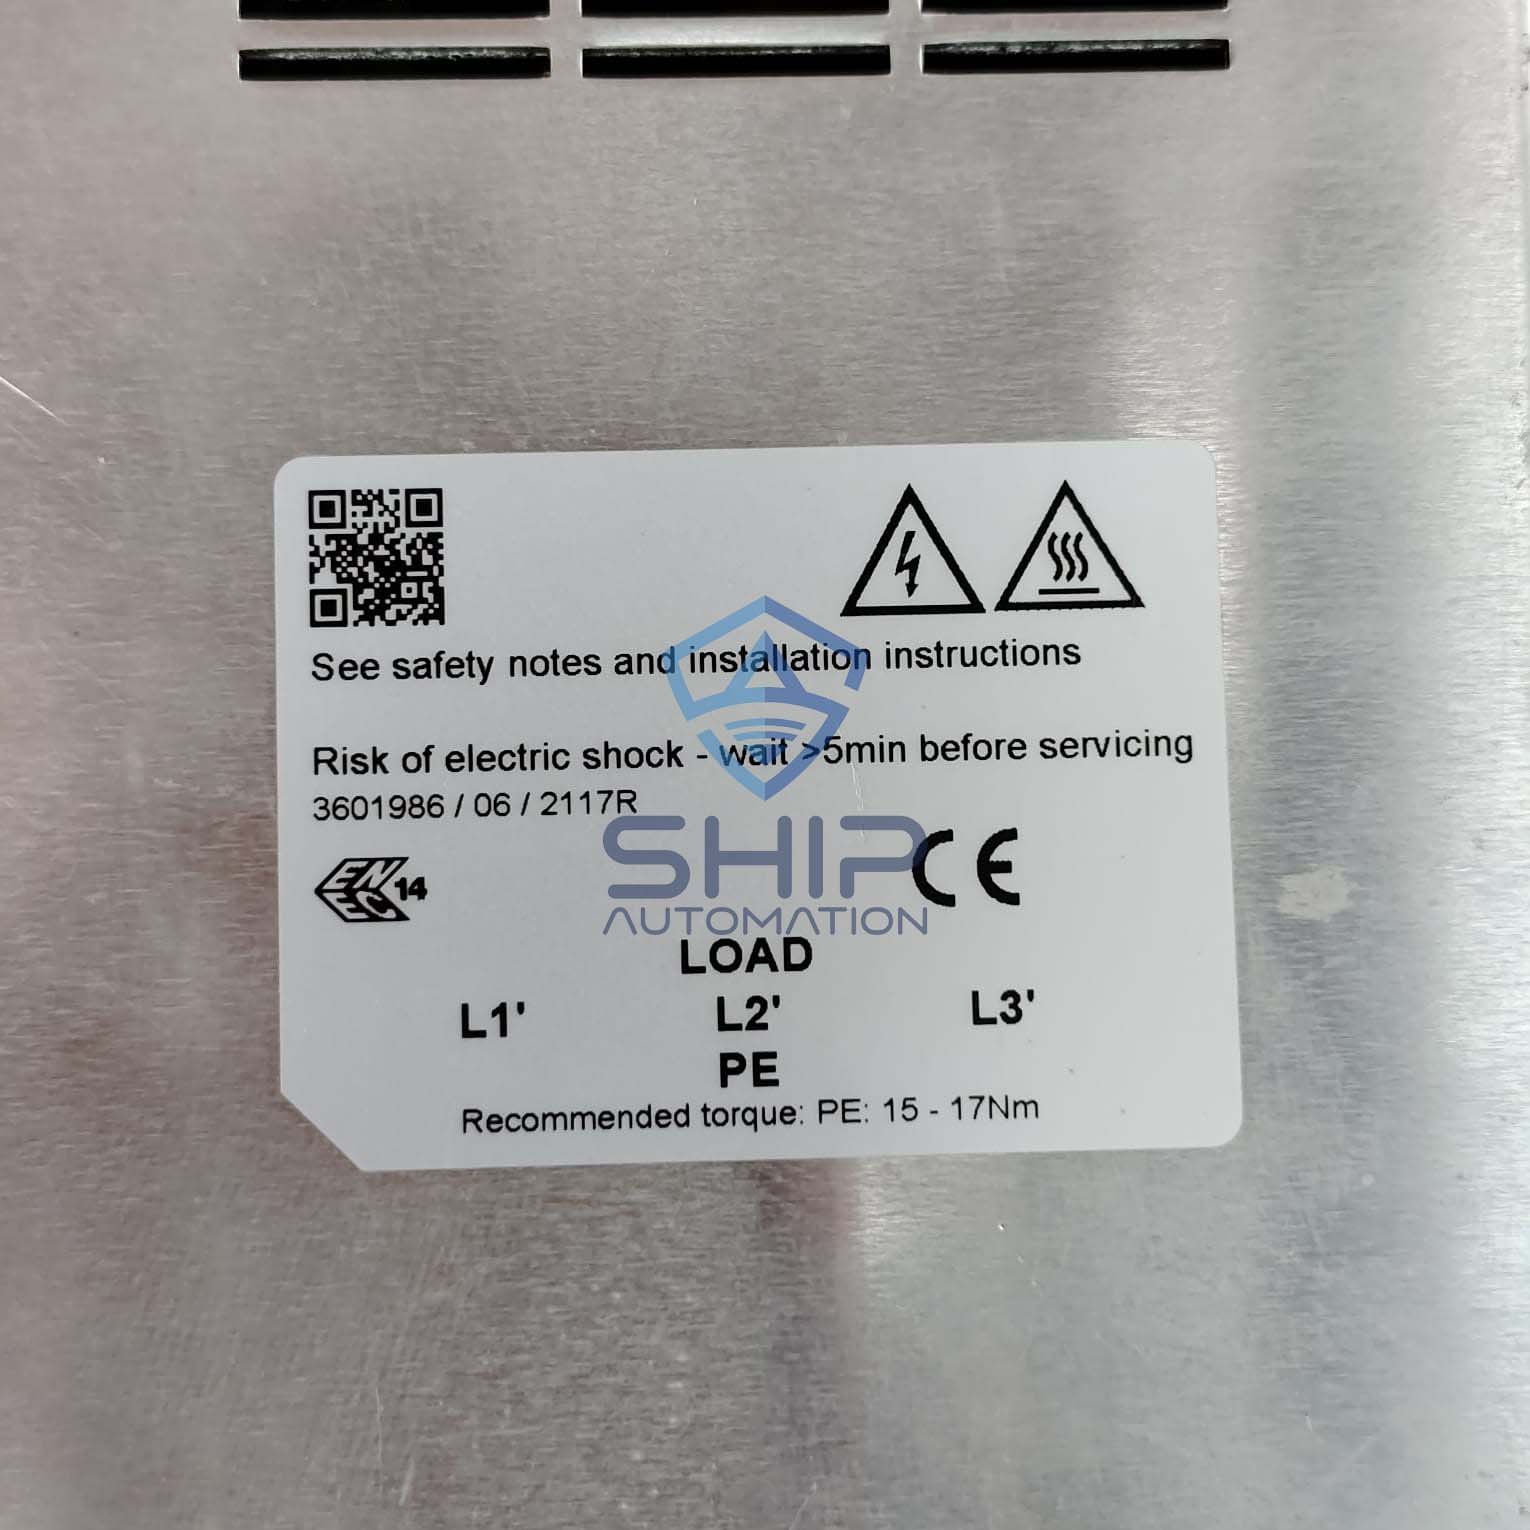 See safety notes and installation instructions
Risk of electric shock - wait >5min before servicing
3601986 / 06 / 2117R
EN
EC 14
CE
SHIP
AUTOMATION
LOAD
L1' L2' L3'
PE
Recommended torque: PE: 15 - 17Nm